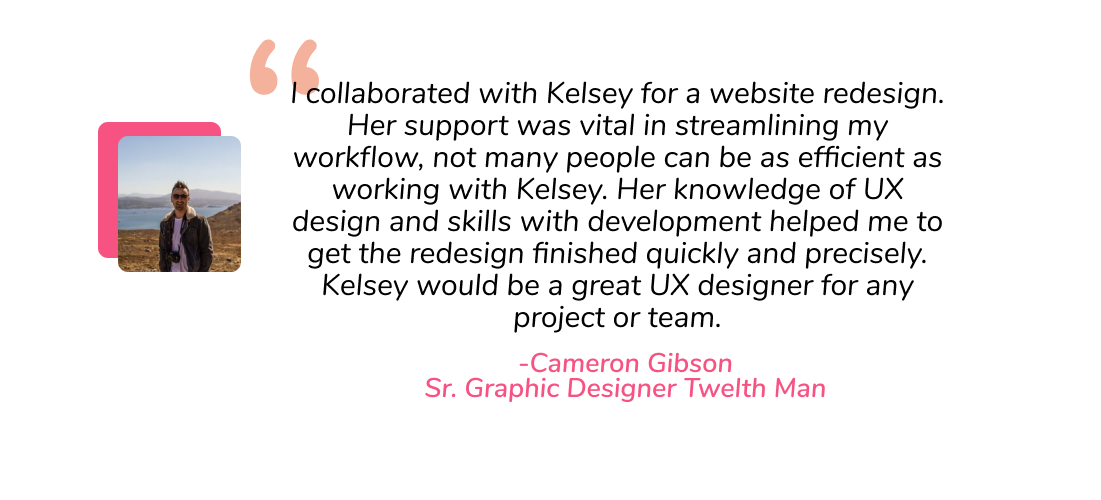 “
I collaborated with Kelsey for a website redesign.
Her support was vital in streamlining my
workflow, not many people can be as efficient as
working with Kelsey. Her knowledge of UX
design and skills with development helped me to
get the redesign finished quickly and precisely.
Kelsey would be a great UX designer for any
project or team.
-Cameron Gibson
Sr. Graphic Designer Twelth Man